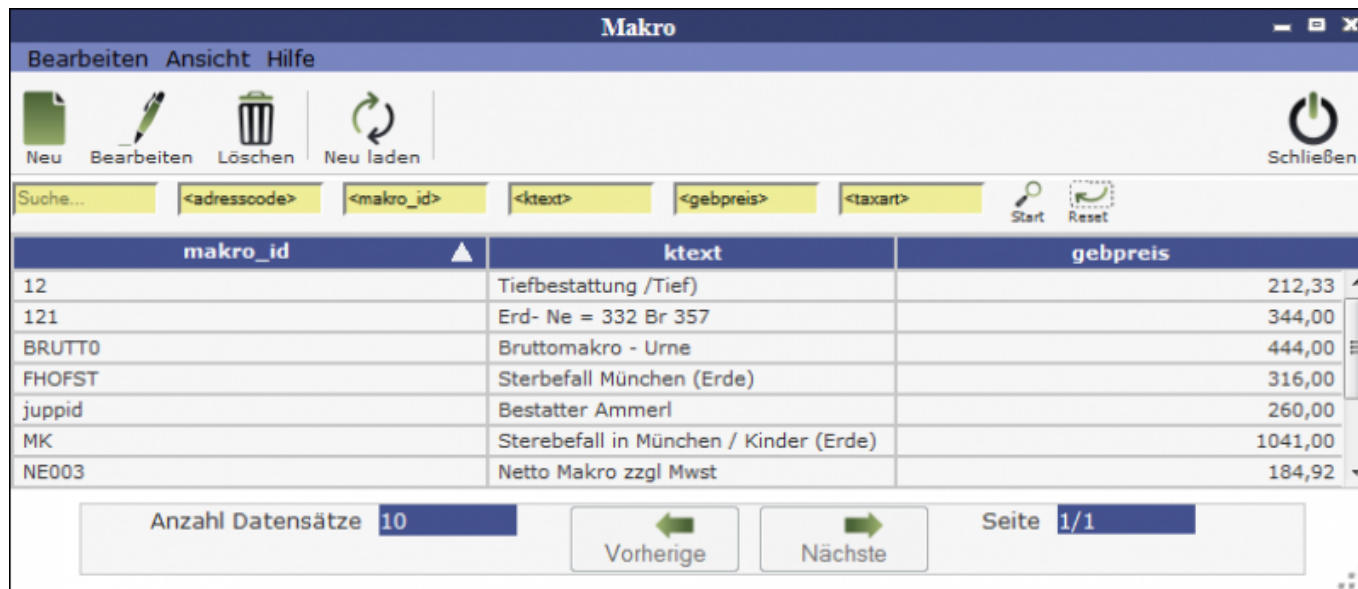 Makro
Bearbeiten Ansicht Hilfe
Neu Bearbeiten Löschen Neu laden Schließen
Suche... <adresscode> <makro_id> <ktext> <gebpreis> <taxart> Start Reset
makro_id ktext gebpreis
12 Tiefbestattung /Tief) 212,33
121 Erd- Ne = 332 Br 357 344,00
BRUTT0 Bruttomakro - Urne 444,00
FHOFST Sterbefall München (Erde) 316,00
juppid Bestatter Ammerl 260,00
MK Sterebefall in München / Kinder (Erde) 1041,00
NE003 Netto Makro zzgl Mwst 184,92
Anzahl Datensätze 10 Vorherige Nächste Seite 1/1